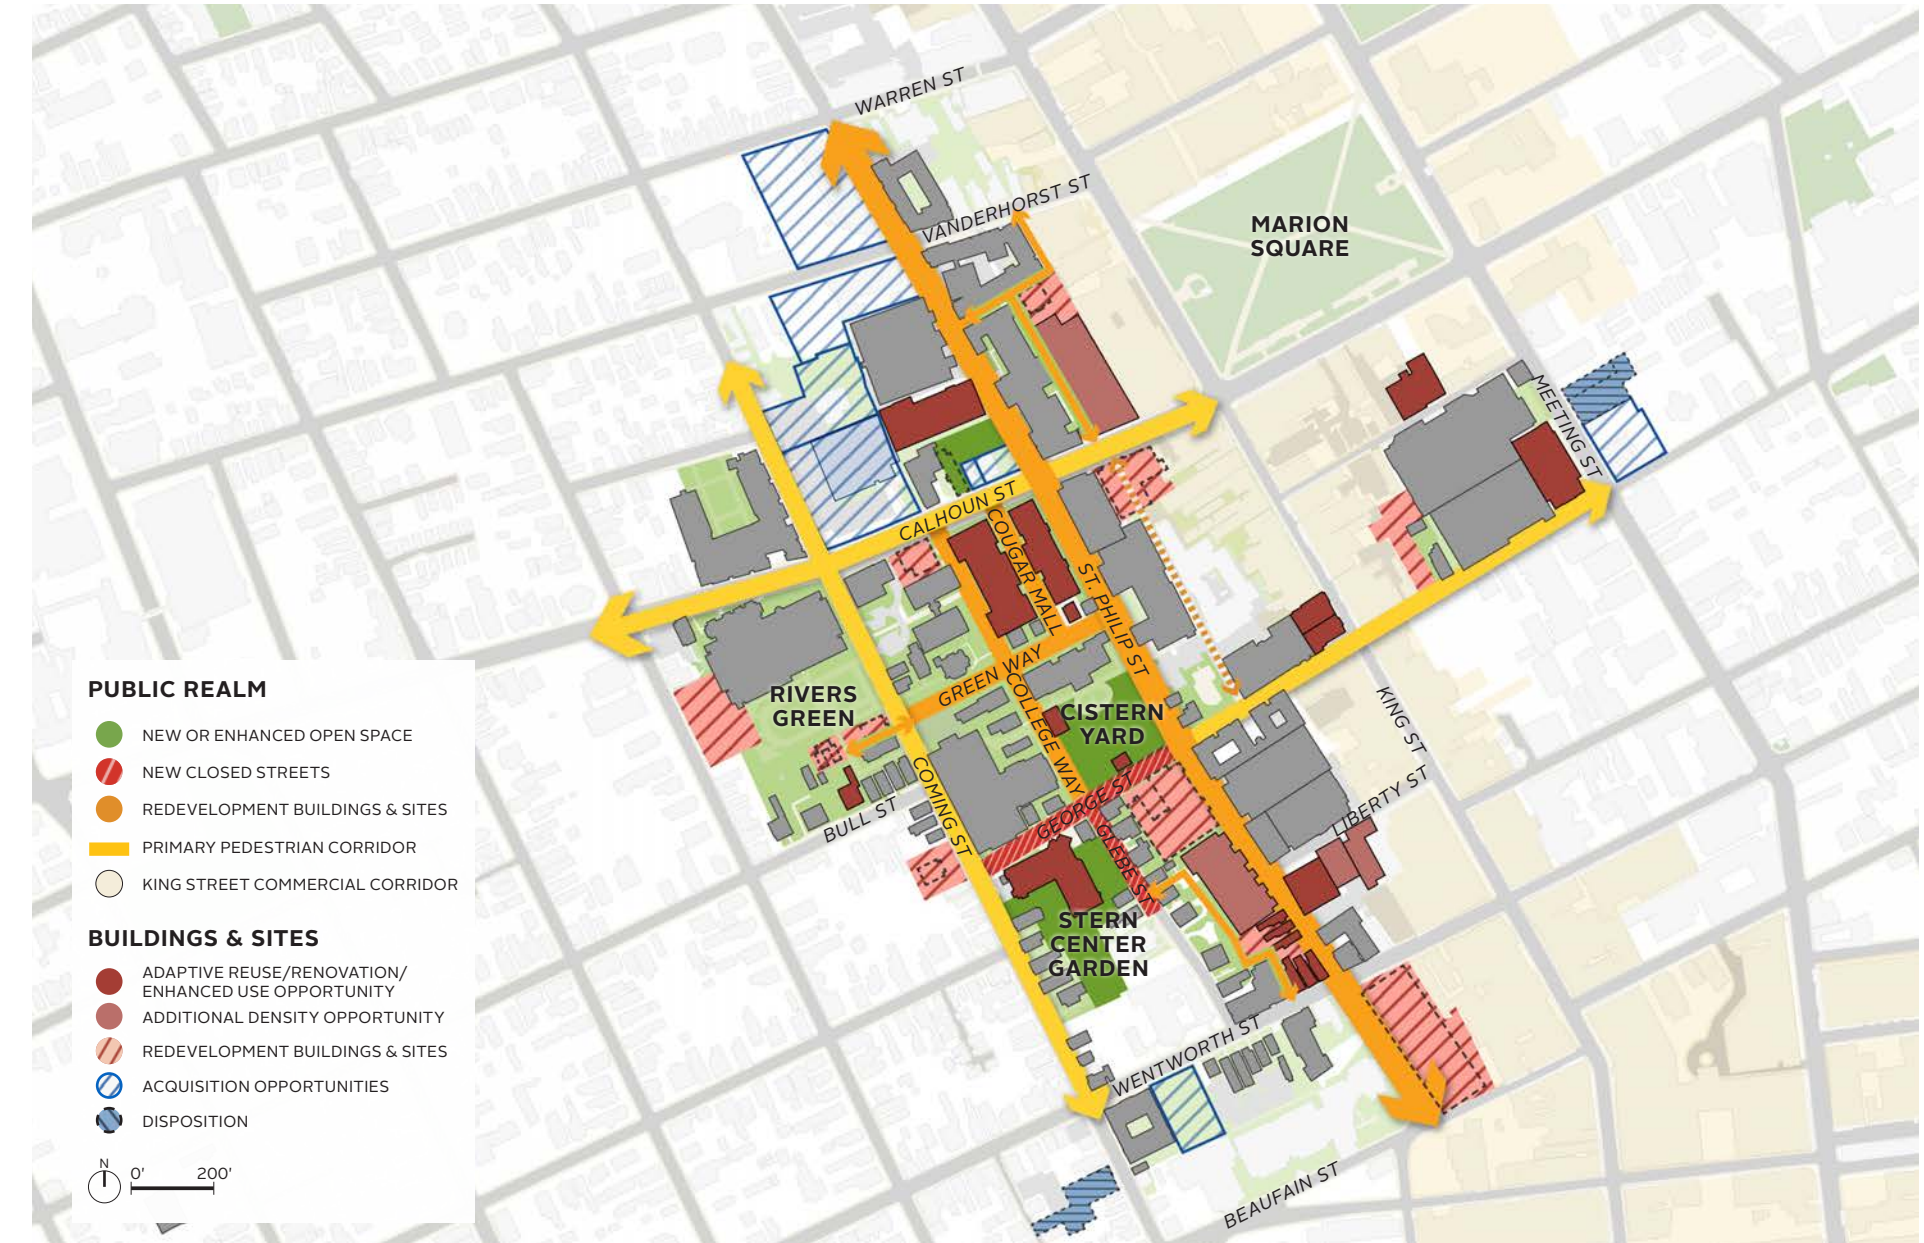 WARREN ST
VANDERHORST ST
MARION
SQUARE
MEETING ST
CALHOUN ST
COUGAR MALL
ST. PHILIP ST
GREEN WAY
COLLEGE WAY
RIVERS
GREEN
CISTERN
YARD
KING ST
COMING ST
BULL ST
GEORGE ST
GLEBE ST
LIBERTY ST
STERN
CENTER
GARDEN
WENTWORTH ST
BEAUFAIN ST
PUBLIC REALM
NEW OR ENHANCED OPEN SPACE
NEW CLOSED STREETS
REDEVELOPMENT BUILDINGS & SITES
PRIMARY PEDESTRIAN CORRIDOR
KING STREET COMMERCIAL CORRIDOR
BUILDINGS & SITES
ADAPTIVE REUSE/RENOVATION/
ENHANCED USE OPPORTUNITY
ADDITIONAL DENSITY OPPORTUNITY
REDEVELOPMENT BUILDINGS & SITES
ACQUISITION OPPORTUNITIES
DISPOSITION
N
0' 200'